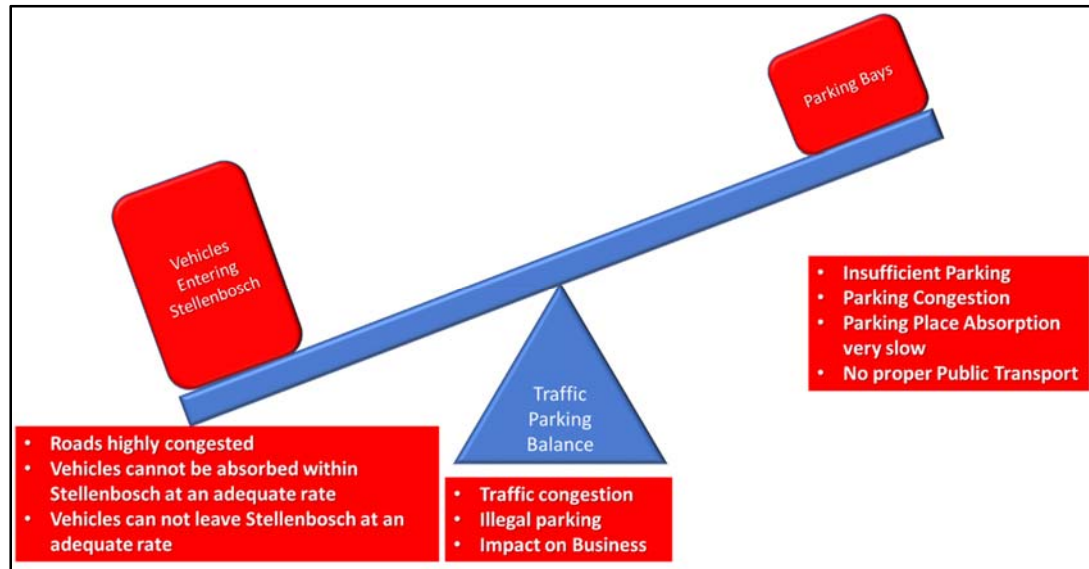 Parking Bays
Vehicles
Entering
Stellenbosch
• Insufficient Parking
• Parking Congestion
• Parking Place Absorption
very slow
• No proper Public Transport
Traffic
Parking
Balance
• Roads highly congested
• Vehicles cannot be absorbed within
Stellenbosch at an adequate rate
• Vehicles can not leave Stellenbosch at an
adequate rate
• Traffic congestion
• Illegal parking
• Impact on Business